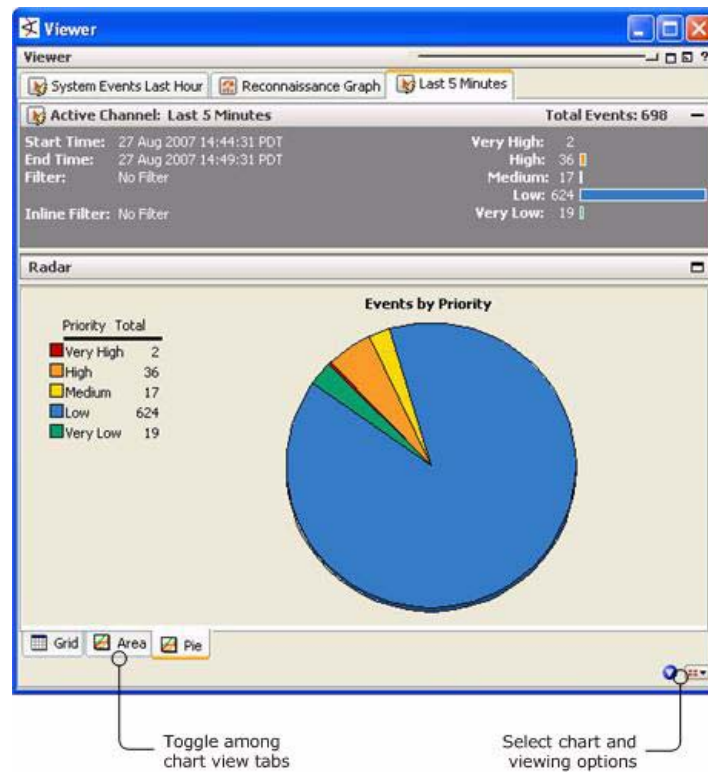 Viewer
Viewer
System Events Last Hour
Reconnaissance Graph
Last 5 Minutes
Active Channel: Last 5 Minutes
Total Events: 698
Start Time: 27 Aug 2007 14:44:31 PDT
End Time: 27 Aug 2007 14:49:31 PDT
Filter: No Filter
Inline Filter: No Filter
Very High: 2
High: 36
Medium: 17
Low: 624
Very Low: 19
Radar
Events by Priority
Priority Total
Very High 2
High 36
Medium 17
Low 624
Very Low 19
Grid
Area
Pie
Toggle among
chart view tabs
Select chart and
viewing options